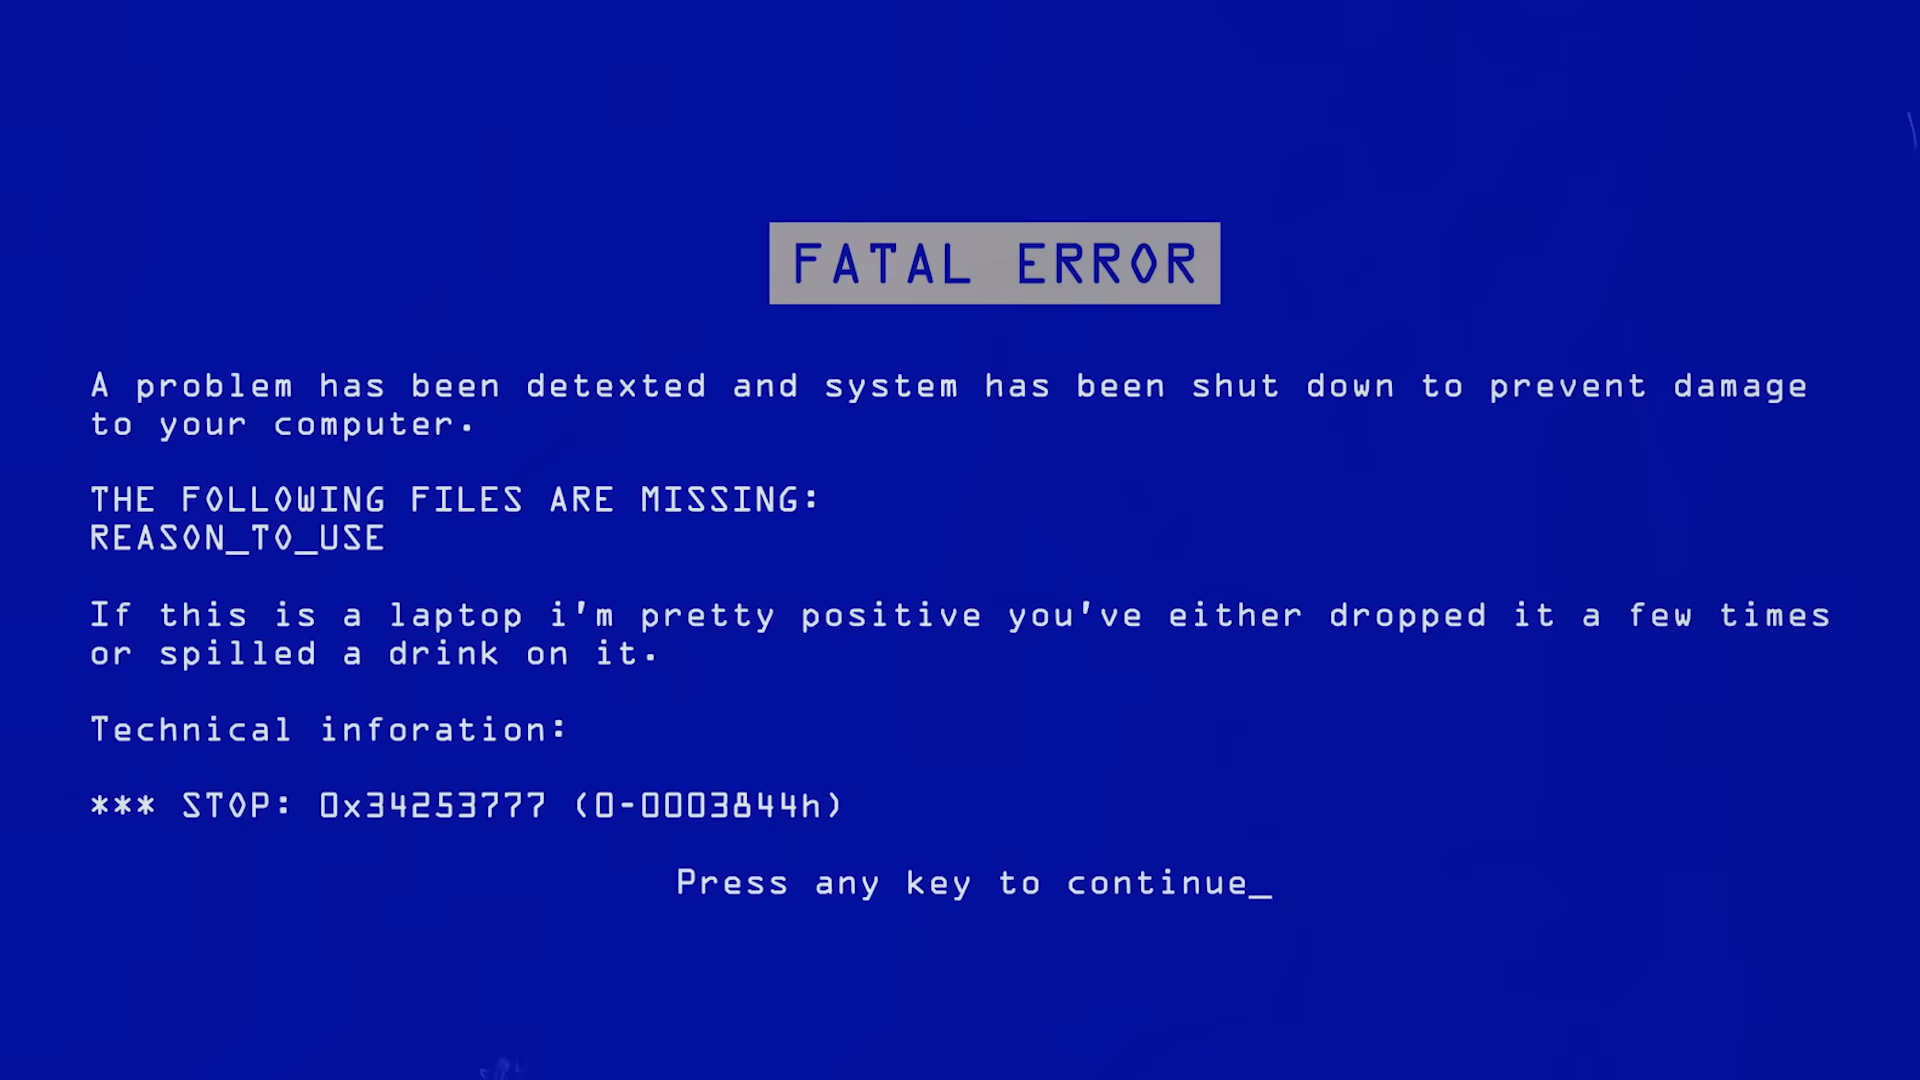 FATAL ERROR
A problem has been detexted and system has been shut down to prevent damage
to your computer.
THE FOLLOWING FILES ARE MISSING:
REASON_TO_USE
If this is a laptop i'm pretty positive you've either dropped it a few times
or spilled a drink on it.
Technical inforation:
*** STOP: 0x34253777 (0-0003844h)
Press any key to continue_